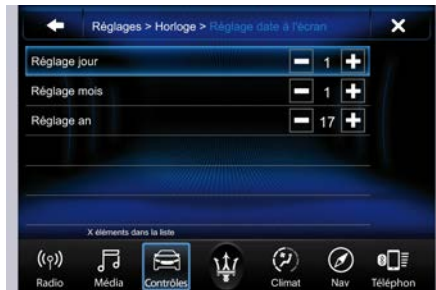 Réglages > Horloge > Réglage date à l'écran
Réglage jour 1
Réglage mois 1
Réglage an 17
X éléments dans la liste
Radio Média Contrôles Climat Nav Téléphon